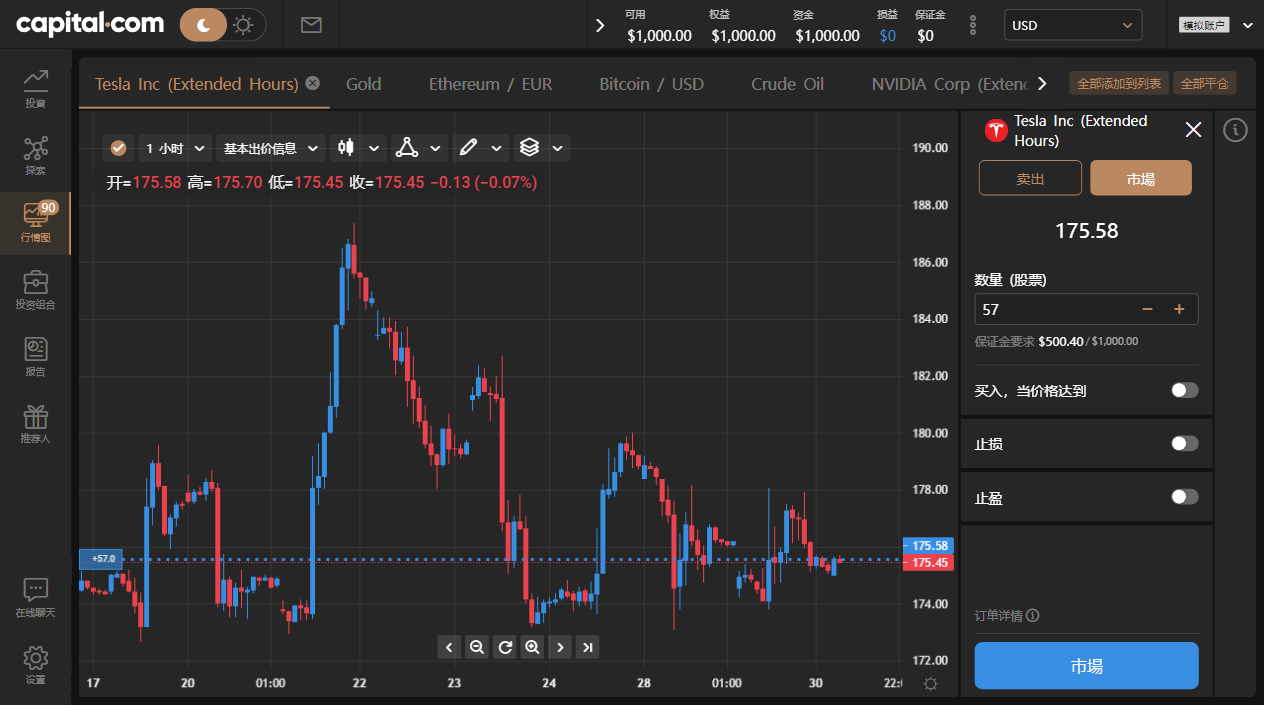 capital.com
可用
$1,000.00
权益
$1,000.00
资金
$1,000.00
损益
$0
保证金
$0
USD
模拟账户
投资
探索
90
行情图
投资组合
报告
推荐人
在线聊天
设置
Tesla Inc (Extended Hours)
Gold
Ethereum / EUR
Bitcoin / USD
Crude Oil
NVIDIA Corp (Extend
全部添加到列表
全部平仓
1 小时
基本出价信息
开=175.58 高=175.70 低=175.45 收=175.45 −0.13 (−0.07%)
+57.0
190.00
188.00
186.00
184.00
182.00
180.00
178.00
175.58
175.45
174.00
172.00
17 20 01:00 22 23 24 28 01:00 30 22:
Tesla Inc (Extended
Hours)
卖出
市場
175.58
数量 (股票)
57
− +
保证金要求 $500.40 / $1,000.00
买入，当价格达到
止损
止盈
订单详情
市場